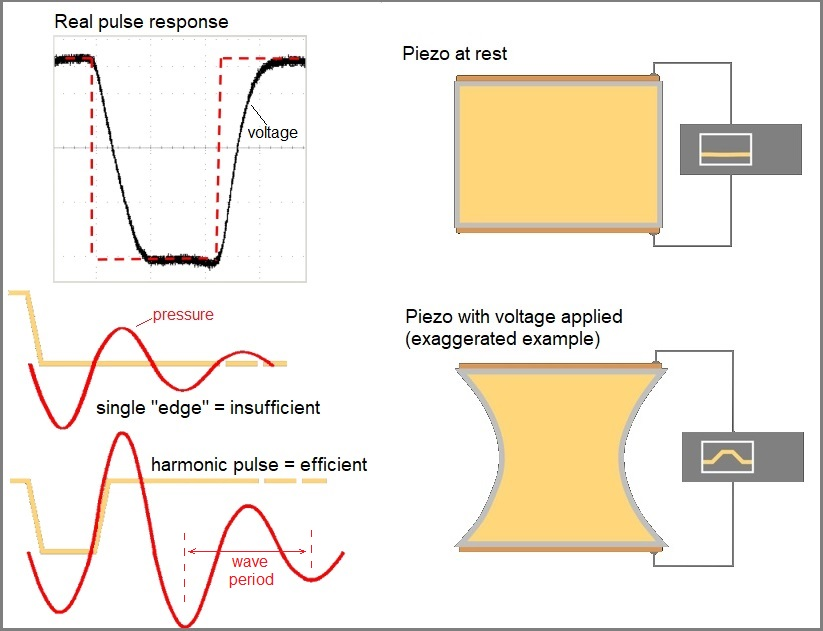 Real pulse response
voltage
pressure
single "edge" = insufficient
harmonic pulse = efficient
wave
period
Piezo at rest
Piezo with voltage applied
(exaggerated example)